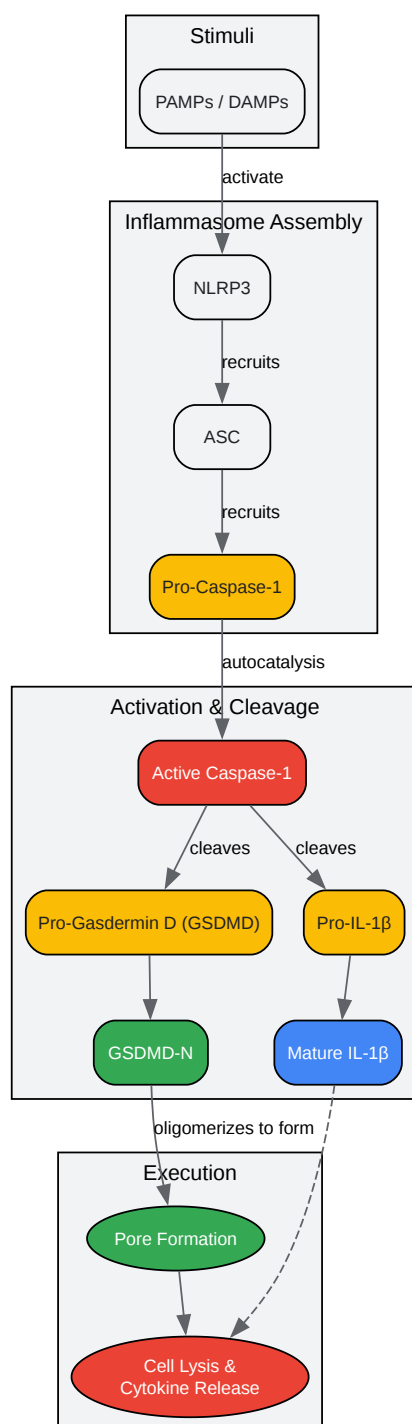 Stimuli
PAMPs / DAMPs
activate
Inflammasome Assembly
NLRP3
recruits
ASC
recruits
Pro-Caspase-1
autocatalysis
Activation & Cleavage
Active Caspase-1
cleaves
cleaves
Pro-Gasdermin D (GSDMD)
Pro-IL-1β
GSDMD-N
Mature IL-1β
oligomerizes to form
Execution
Pore Formation
Cell Lysis &
Cytokine Release